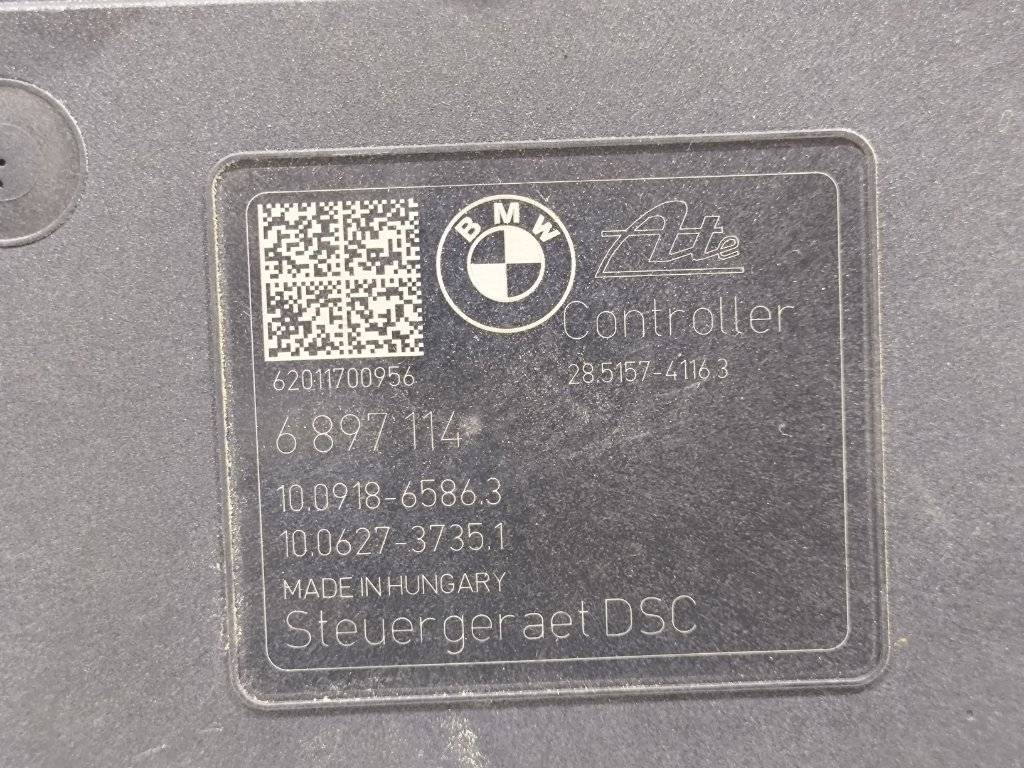 BMW
Ate
Controller
62011700956
28.5157-4116.3
6 897 114
10.0918-6586.3
10.0627-3735.1
MADE IN HUNGARY
Steuergeraet DSC